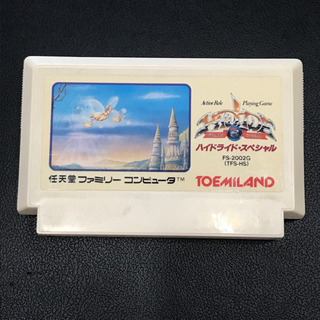 Action Role Playing Game
ハイドライド・スペシャル
FS-2002G
(TFS-HS)
任天堂 ファミリー コンピュータ™
TOEMILAND